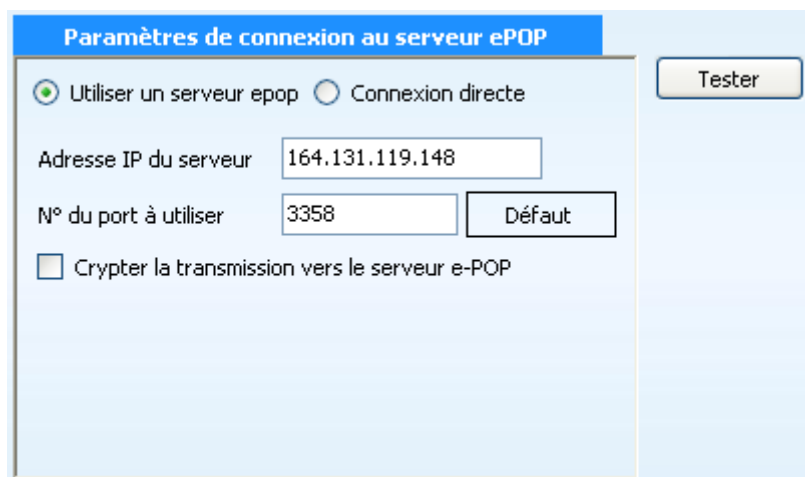 Paramètres de connexion au serveur ePOP
Utiliser un serveur epop Connexion directe
Tester
Adresse IP du serveur 164.131.119.148
N° du port à utiliser 3358 Défaut
Crypter la transmission vers le serveur e-POP